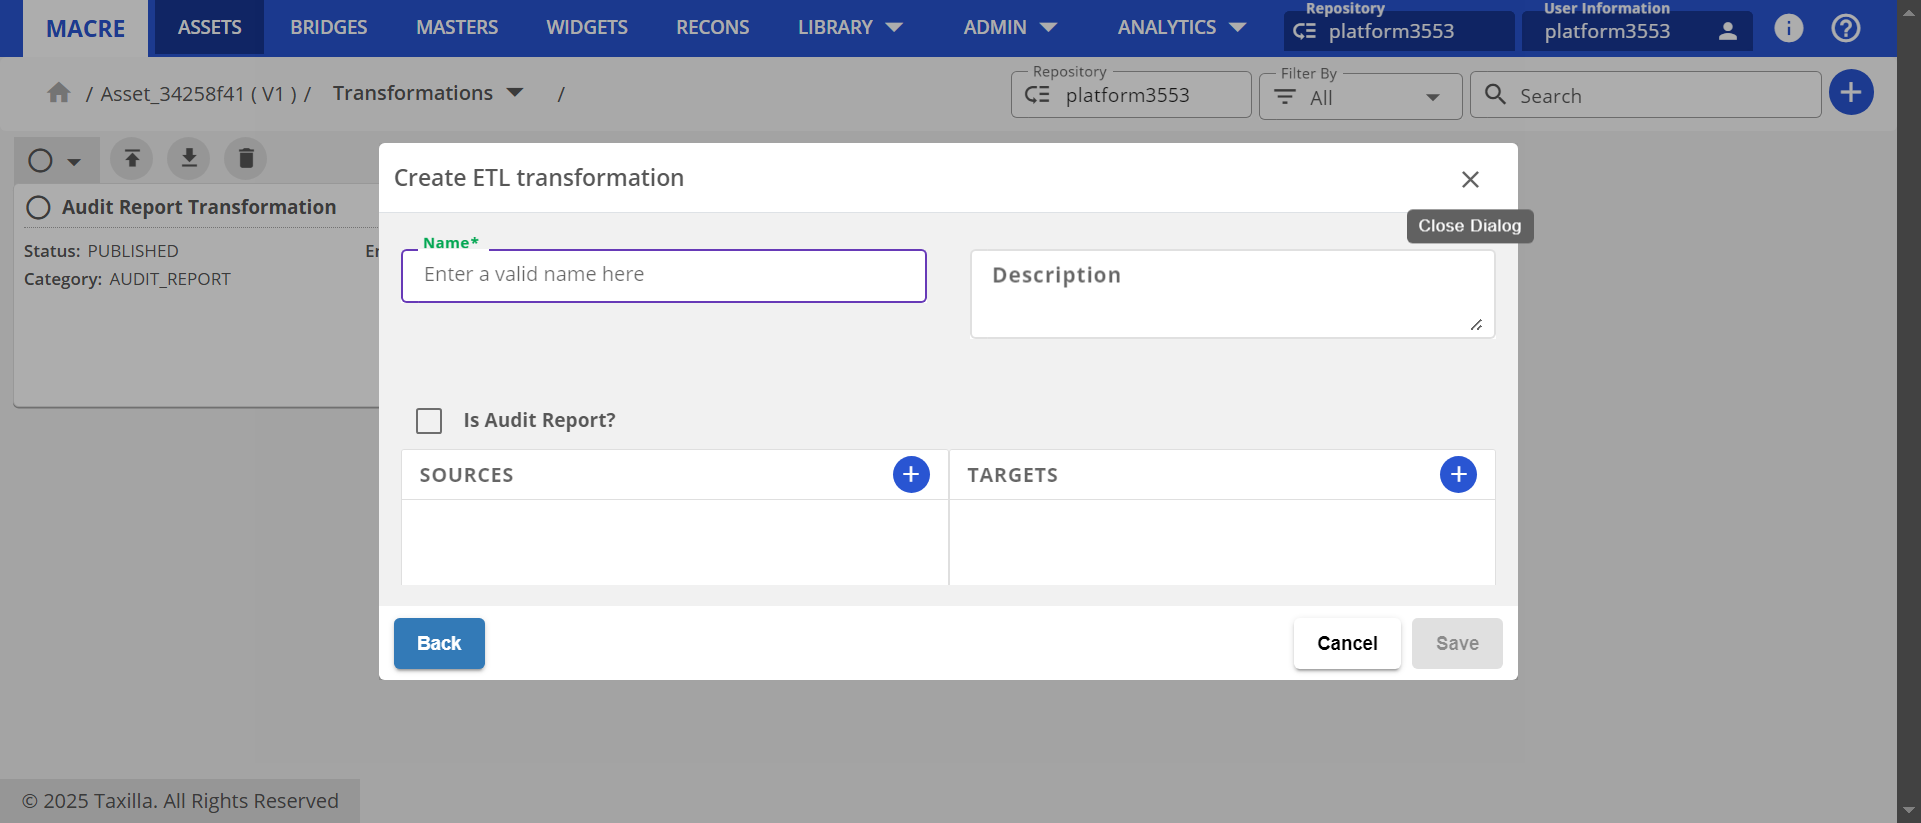 MACRE
ASSETS
BRIDGES
MASTERS
WIDGETS
RECONS
LIBRARY
ADMIN
ANALYTICS
Repository
platform3553
User Information
platform3553
/ Asset_34258f41 ( V1 ) / Transformations /
Repository
platform3553
Filter By
All
Search
Audit Report Transformation
Status: PUBLISHED
Category: AUDIT_REPORT
Create ETL transformation
Close Dialog
Name*
Enter a valid name here
Description
Is Audit Report?
SOURCES
TARGETS
Back
Cancel
Save
© 2025 Taxilla. All Rights Reserved